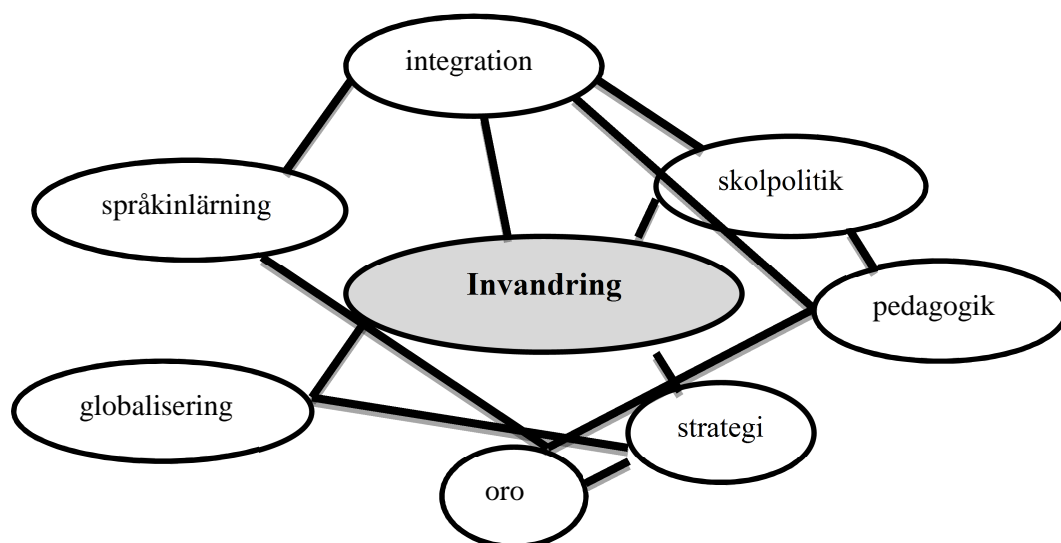 integration
skolpolitik
språkinlärning
Invandring
pedagogik
globalisering
strategi
oro